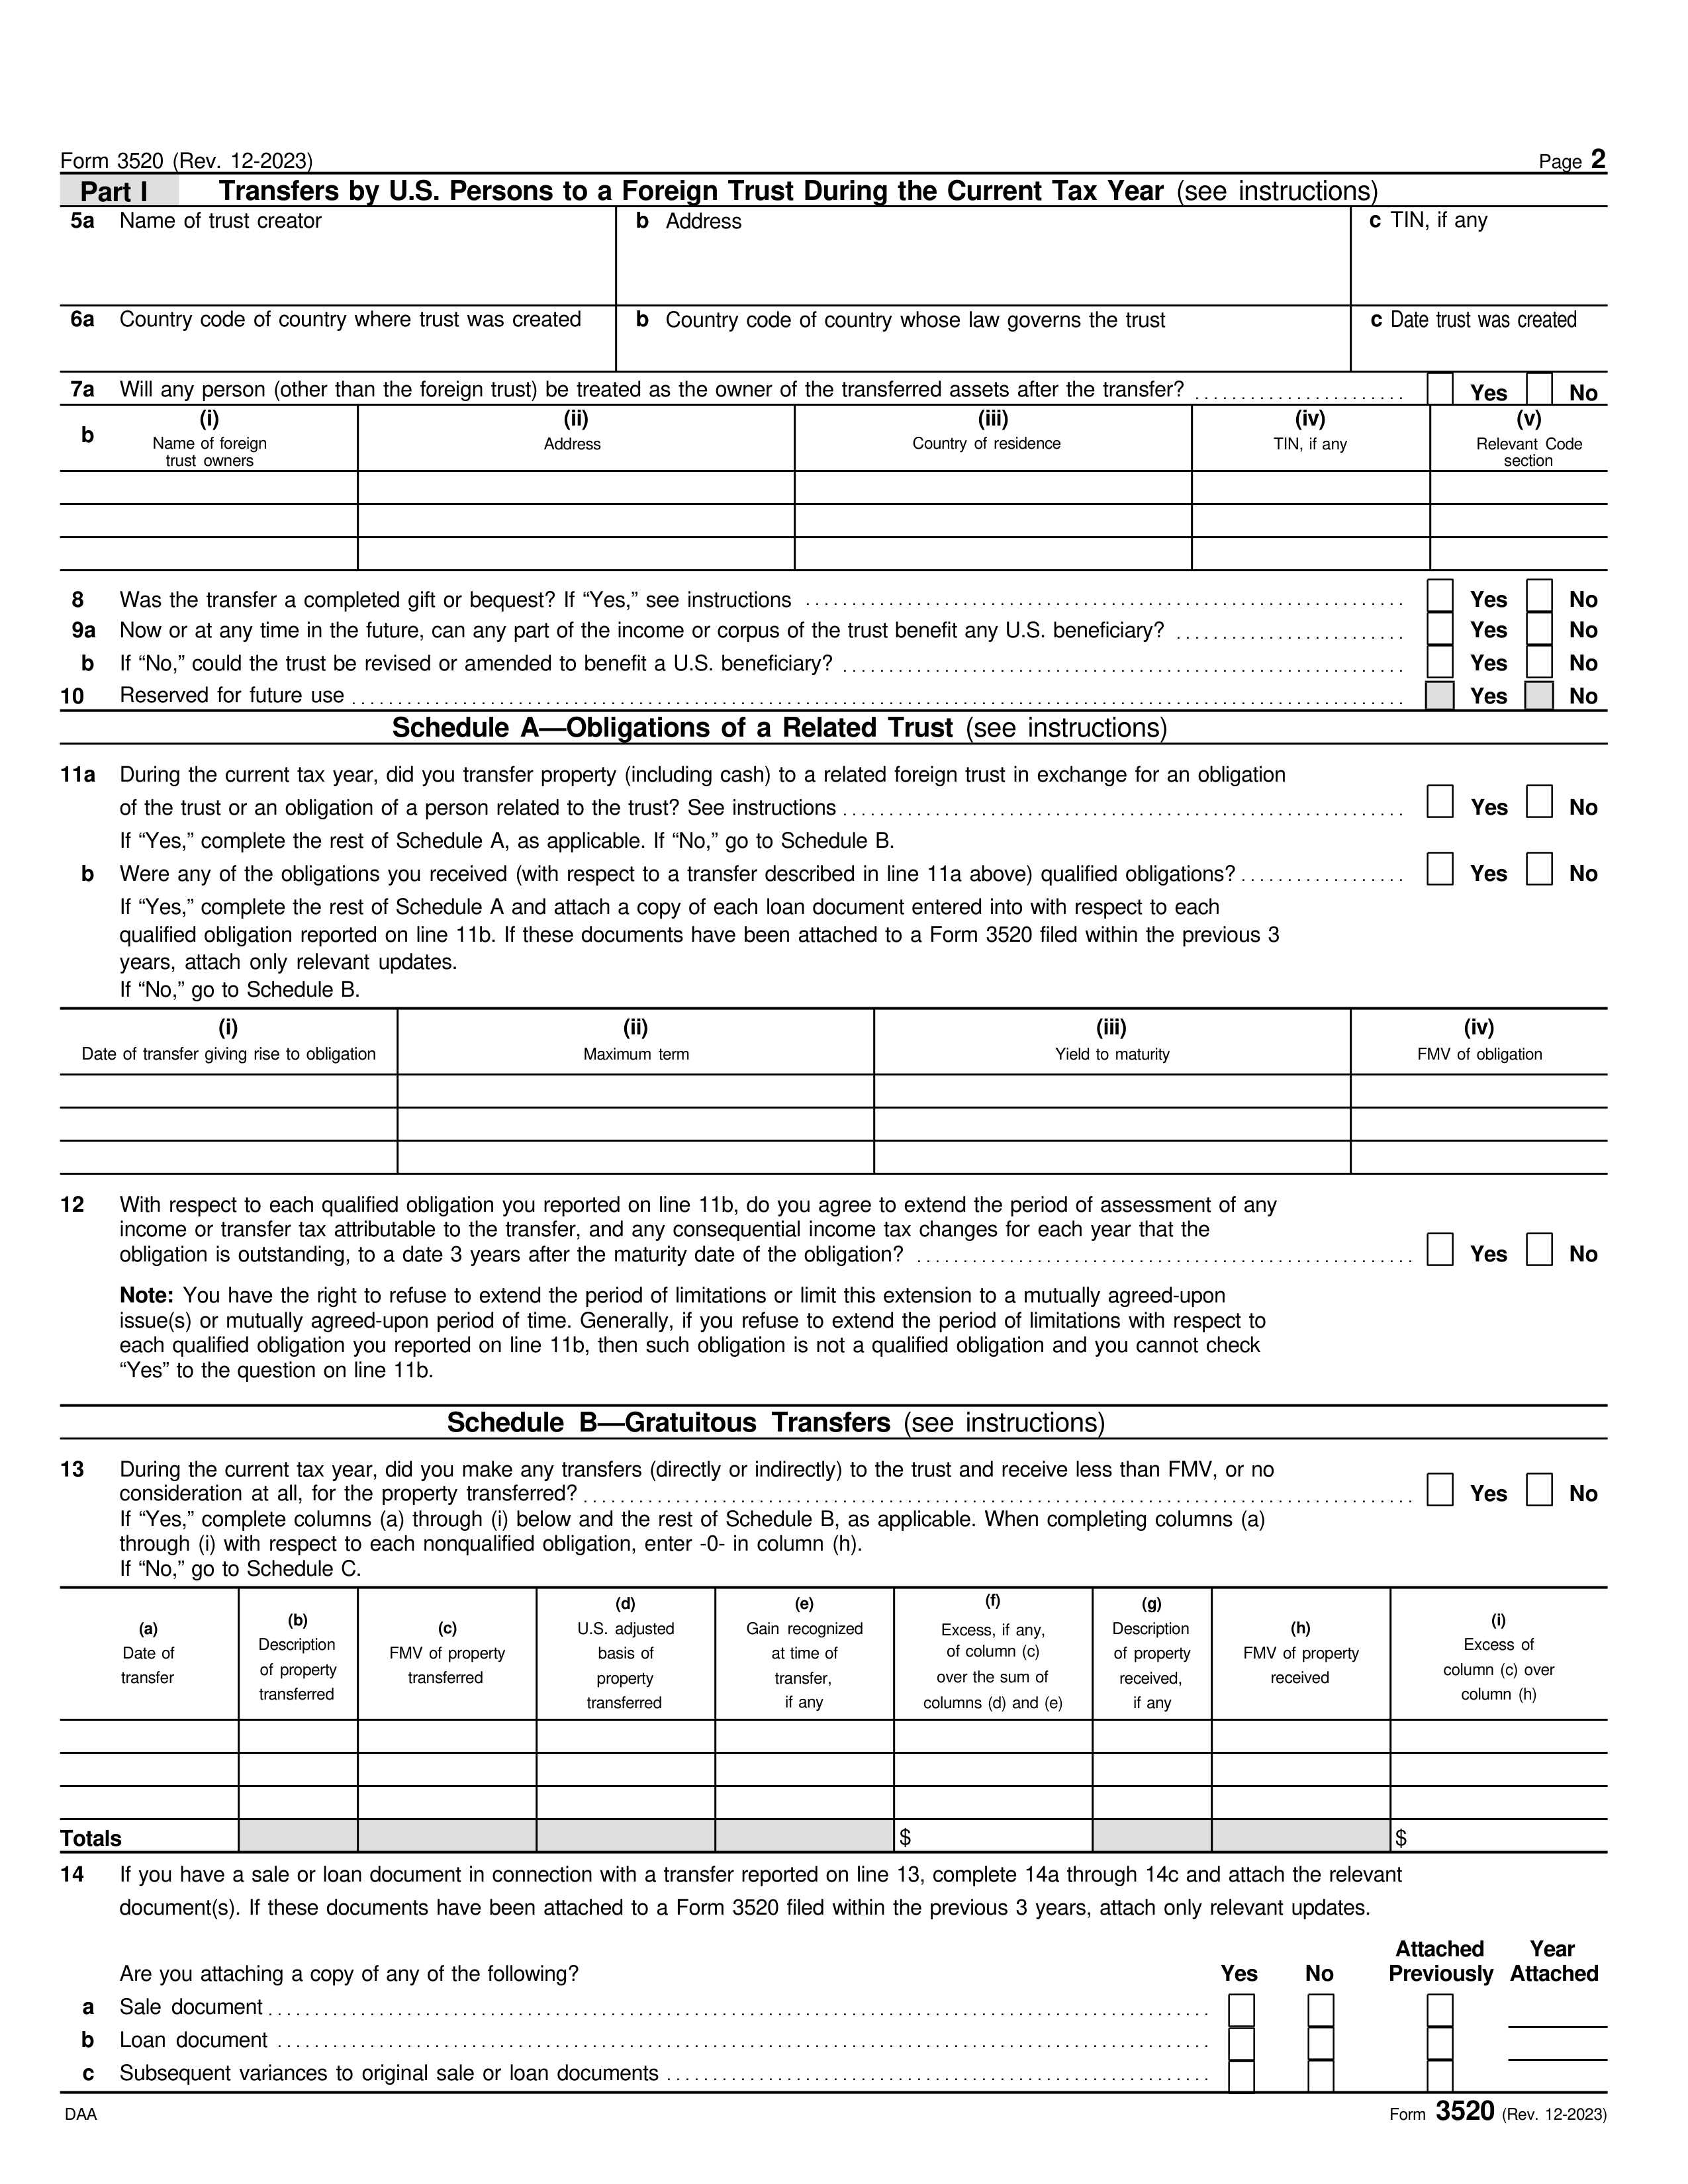 Form 3520 (Rev. 12-2023) Page 2
Part I Transfers by U.S. Persons to a Foreign Trust During the Current Tax Year (see instructions)
5a Name of trust creator b Address c TIN, if any
6a Country code of country where trust was created b Country code of country whose law governs the trust c Date trust was created
7a Will any person (other than the foreign trust) be treated as the owner of the transferred assets after the transfer? Yes No
b (i) (ii) (iii) (iv) (v)
Name of foreign Address Country of residence TIN, if any Relevant Code
trust owners section
8 Was the transfer a completed gift or bequest? If “Yes,” see instructions Yes No
9a Now or at any time in the future, can any part of the income or corpus of the trust benefit any U.S. beneficiary? Yes No
b If “No,” could the trust be revised or amended to benefit a U.S. beneficiary? Yes No
10 Reserved for future use Yes No
Schedule A—Obligations of a Related Trust (see instructions)
11a During the current tax year, did you transfer property (including cash) to a related foreign trust in exchange for an obligation
of the trust or an obligation of a person related to the trust? See instructions Yes No
If “Yes,” complete the rest of Schedule A, as applicable. If “No,” go to Schedule B.
b Were any of the obligations you received (with respect to a transfer described in line 11a above) qualified obligations? Yes No
If “Yes,” complete the rest of Schedule A and attach a copy of each loan document entered into with respect to each
qualified obligation reported on line 11b. If these documents have been attached to a Form 3520 filed within the previous 3
years, attach only relevant updates.
If “No,” go to Schedule B.
(i) (ii) (iii) (iv)
Date of transfer giving rise to obligation Maximum term Yield to maturity FMV of obligation
12 With respect to each qualified obligation you reported on line 11b, do you agree to extend the period of assessment of any
income or transfer tax attributable to the transfer, and any consequential income tax changes for each year that the
obligation is outstanding, to a date 3 years after the maturity date of the obligation? Yes No
Note: You have the right to refuse to extend the period of limitations or limit this extension to a mutually agreed-upon
issue(s) or mutually agreed-upon period of time. Generally, if you refuse to extend the period of limitations with respect to
each qualified obligation you reported on line 11b, then such obligation is not a qualified obligation and you cannot check
“Yes” to the question on line 11b.
Schedule B—Gratuitous Transfers (see instructions)
13 During the current tax year, did you make any transfers (directly or indirectly) to the trust and receive less than FMV, or no
consideration at all, for the property transferred? Yes No
If “Yes,” complete columns (a) through (i) below and the rest of Schedule B, as applicable. When completing columns (a)
through (i) with respect to each nonqualified obligation, enter -0- in column (h).
If “No,” go to Schedule C.
(a)
Date of
transfer
(b)
Description
of property
transferred
(c)
FMV of property
transferred
(d)
U.S. adjusted
basis of
property
transferred
(e)
Gain recognized
at time of
transfer,
if any
(f)
Excess, if any,
of column (c)
over the sum of
columns (d) and (e)
(g)
Description
of property
received,
if any
(h)
FMV of property
received
(i)
Excess of
column (c) over
column (h)
Totals $ $
14 If you have a sale or loan document in connection with a transfer reported on line 13, complete 14a through 14c and attach the relevant
document(s). If these documents have been attached to a Form 3520 filed within the previous 3 years, attach only relevant updates.
Attached Year
Are you attaching a copy of any of the following? Yes No Previously Attached
a Sale document
b Loan document
c Subsequent variances to original sale or loan documents
DAA Form 3520 (Rev. 12-2023)